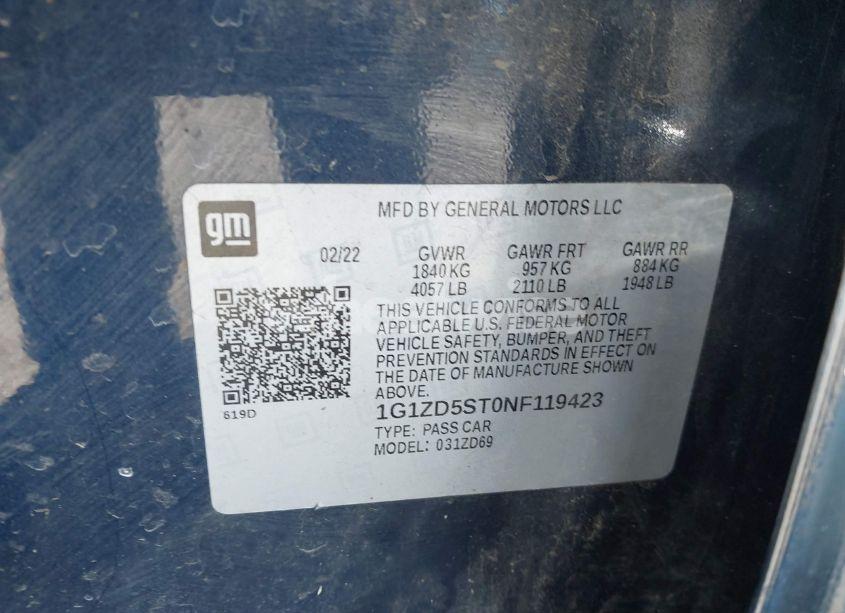 gm
MFD BY GENERAL MOTORS LLC
02/22 GVWR GAWR FRT GAWR RR
1840 KG 957 KG 884 KG
4057 LB 2110 LB 1948 LB
THIS VEHICLE CONFORMS TO ALL
APPLICABLE U.S. FEDERAL MOTOR
VEHICLE SAFETY, BUMPER, AND THEFT
PREVENTION STANDARDS IN EFFECT ON
THE DATE OF MANUFACTURE SHOWN
ABOVE.
619D
1G1ZD5ST0NF119423
TYPE: PASS CAR
MODEL: 031ZD69